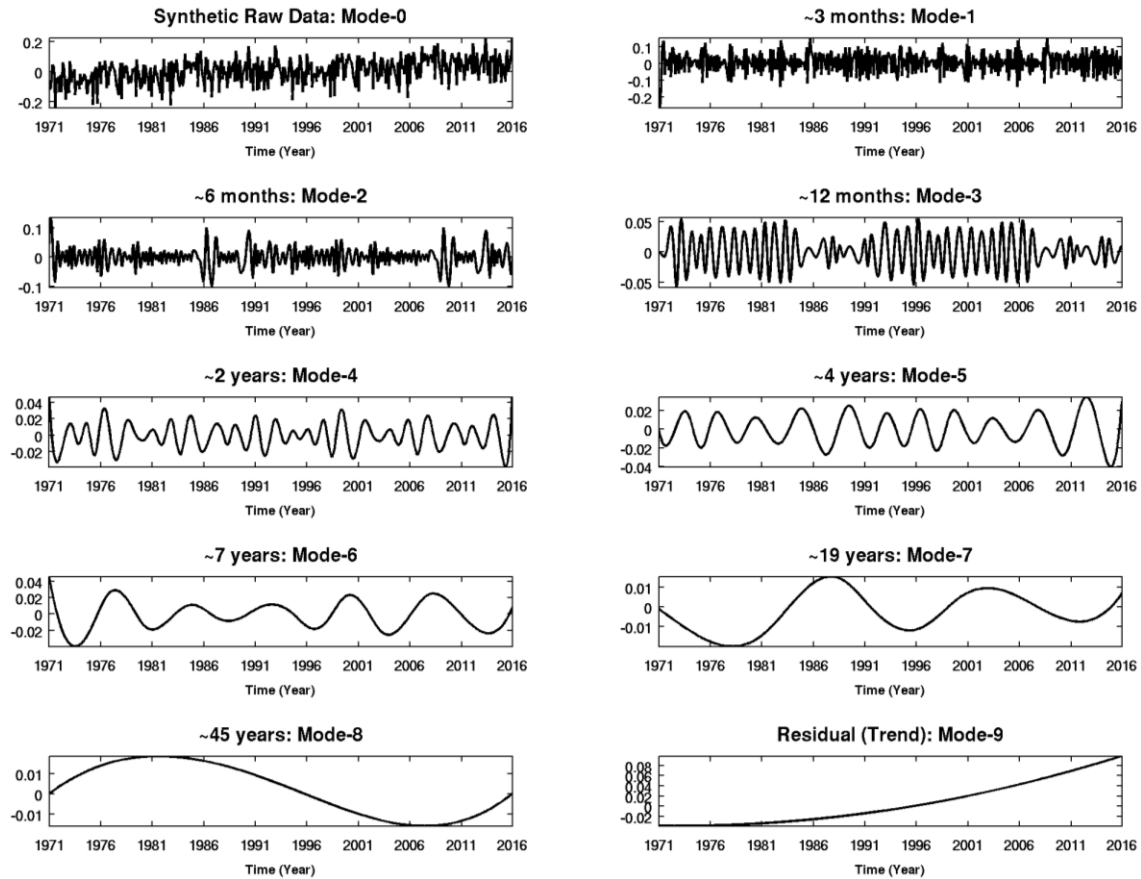 Synthetic Raw Data: Mode-0
0.2
0
-0.2
1971 1976 1981 1986 1991 1996 2001 2006 2011 2016
Time (Year)
~3 months: Mode-1
0.1
0
-0.1
-0.2
1971 1976 1981 1986 1991 1996 2001 2006 2011 2016
Time (Year)
~6 months: Mode-2
0.1
0
-0.1
1971 1976 1981 1986 1991 1996 2001 2006 2011 2016
Time (Year)
~12 months: Mode-3
0.05
0
-0.05
1971 1976 1981 1986 1991 1996 2001 2006 2011 2016
Time (Year)
~2 years: Mode-4
0.04
0.02
0
-0.02
1971 1976 1981 1986 1991 1996 2001 2006 2011 2016
Time (Year)
~4 years: Mode-5
0.02
0
-0.02
-0.04
1971 1976 1981 1986 1991 1996 2001 2006 2011 2016
Time (Year)
~7 years: Mode-6
0.04
0.02
0
-0.02
1971 1976 1981 1986 1991 1996 2001 2006 2011 2016
Time (Year)
~19 years: Mode-7
0.01
0
-0.01
1971 1976 1981 1986 1991 1996 2001 2006 2011 2016
Time (Year)
~45 years: Mode-8
0.01
0
-0.01
1971 1976 1981 1986 1991 1996 2001 2006 2011 2016
Time (Year)
Residual (Trend): Mode-9
0.08
0.06
0.04
0.02
0
-0.02
1971 1976 1981 1986 1991 1996 2001 2006 2011 2016
Time (Year)